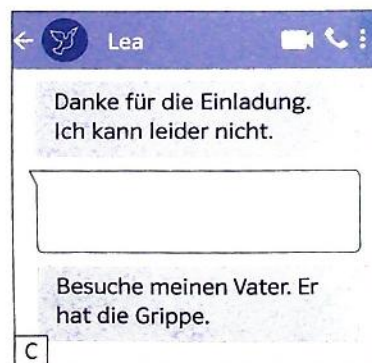 Lea
Danke für die Einladung.
Ich kann leider nicht.
Besuche meinen Vater. Er
hat die Grippe.
C